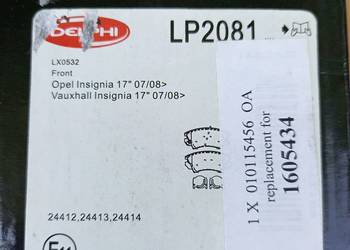 DELPHI
LP2081
LX0532
Front
Opel Insignia 17" 07/08>
Vauxhall Insignia 17" 07/08>
24412,24413,24414
E11
1 X 010115456 OA
replacement for
1605434